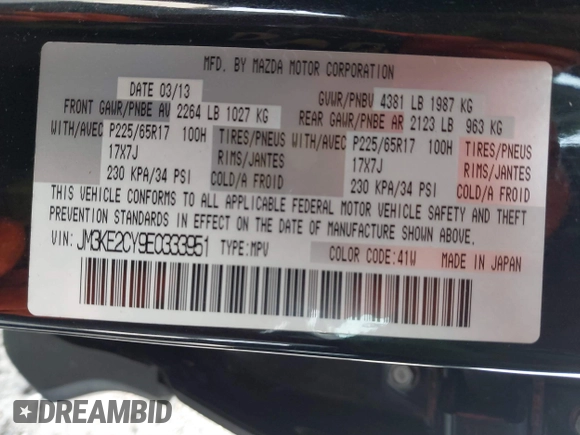 MFD. BY MAZDA MOTOR CORPORATION
DATE 03/13 GVWR/PNBV 4381 LB 1987 KG
FRONT GAWR/PNBE AV 2264 LB 1027 KG REAR GAWR/PNBE AR 2123 LB 963 KG
WITH/AVEC P225/65R17 100H TIRES/PNEUS WITH/AVEC P225/65R17 100H TIRES/PNEUS
17X7J RIMS/JANTES 17X7J RIMS/JANTES
230 KPA/34 PSI COLD/A FROID 230 KPA/34 PSI COLD/A FROID
THIS VEHICLE CONFORMS TO ALL APPLICABLE FEDERAL MOTOR VEHICLE SAFETY AND THEFT
PREVENTION STANDARDS IN EFFECT ON THE DATE OF MANUFACTURE SHOWN ABOVE.
VIN: JM3KE2CY9E0333951 TYPE:MPV COLOR CODE:41W MADE IN JAPAN
DREAMBID